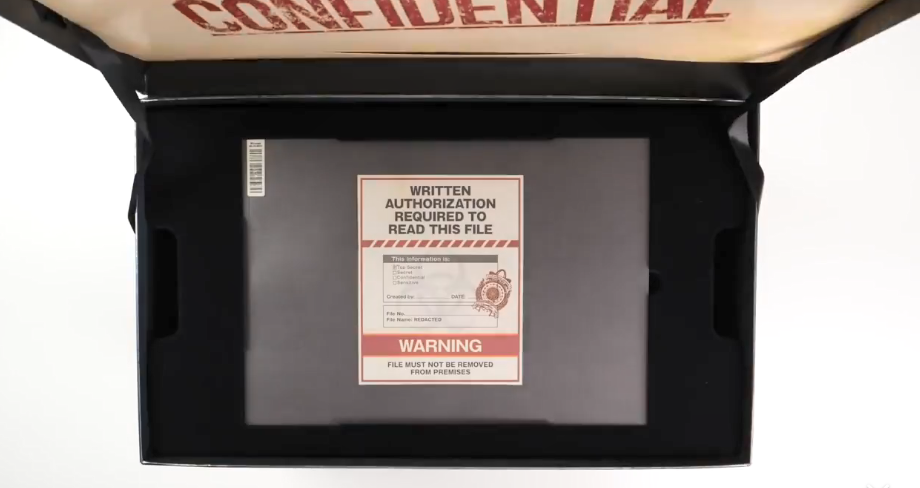 CONFIDENTIAL
WRITTEN
AUTHORIZATION
REQUIRED TO
READ THIS FILE
This information is:
Top Secret
Secret
Confidential
Created by:
DATE
File No.
File Name: REDACTED
WARNING
FILE MUST NOT BE REMOVED
FROM PREMISES